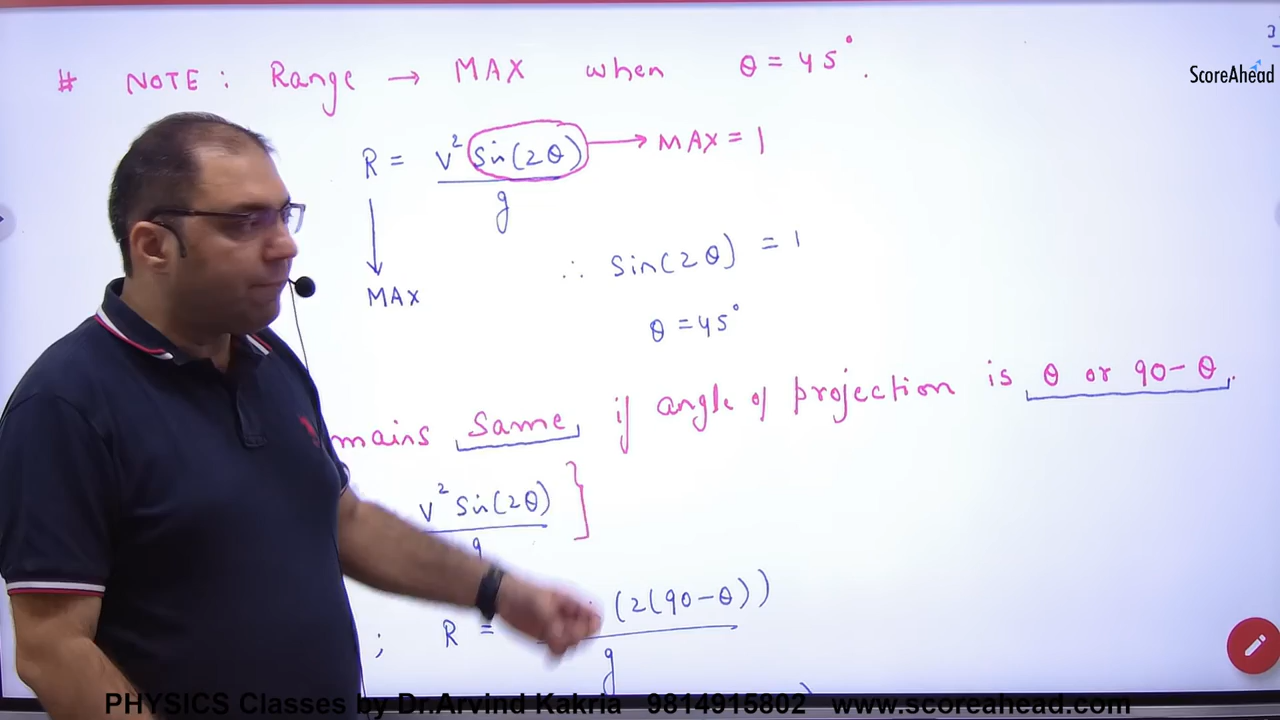 3
ScoreAhead
# NOTE: Range → MAX when θ = 45°.
R = v² Sin(2θ) / g → MAX = 1
MAX
∴ Sin(2θ) = 1
θ = 45°
mains Same if angle of projection is θ or 90-θ.
v² Sin(2θ) / g }
; R = (2(90-θ)) / g
PHYSICS Classes by Dr.Arvind Kakria 9814915802 www.scoreahead.com